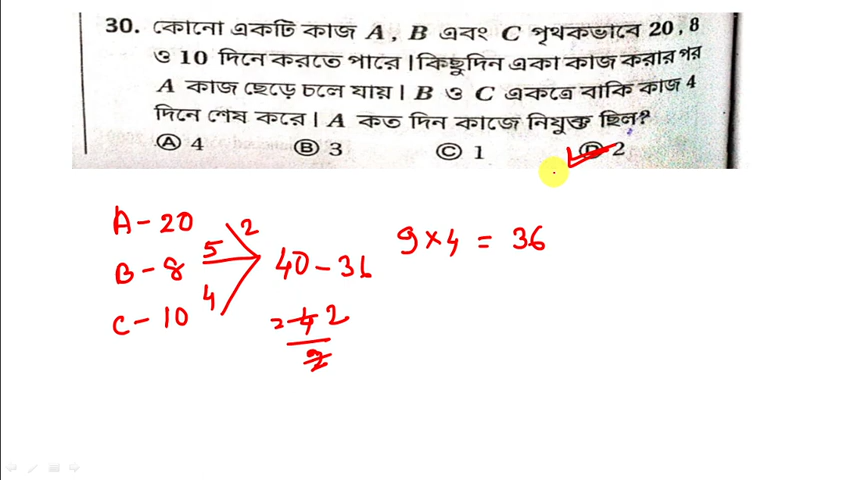 30. কোনো একটি কাজ A, B এবং C পৃথকভাবে 20, 8
ও 10 দিনে করতে পারে। কিছুদিন একা কাজ করার পর
A কাজ ছেড়ে চলে যায়। B ও C একত্রে বাকি কাজ 4
দিনে শেষ করে। A কত দিন কাজে নিযুক্ত ছিল?
Ⓐ 4 Ⓑ 3 Ⓒ 1 Ⓓ 2
A - 20 2
B - 8 5 40 - 36 9 × 4 = 36
C - 10 4
= 4 2
2